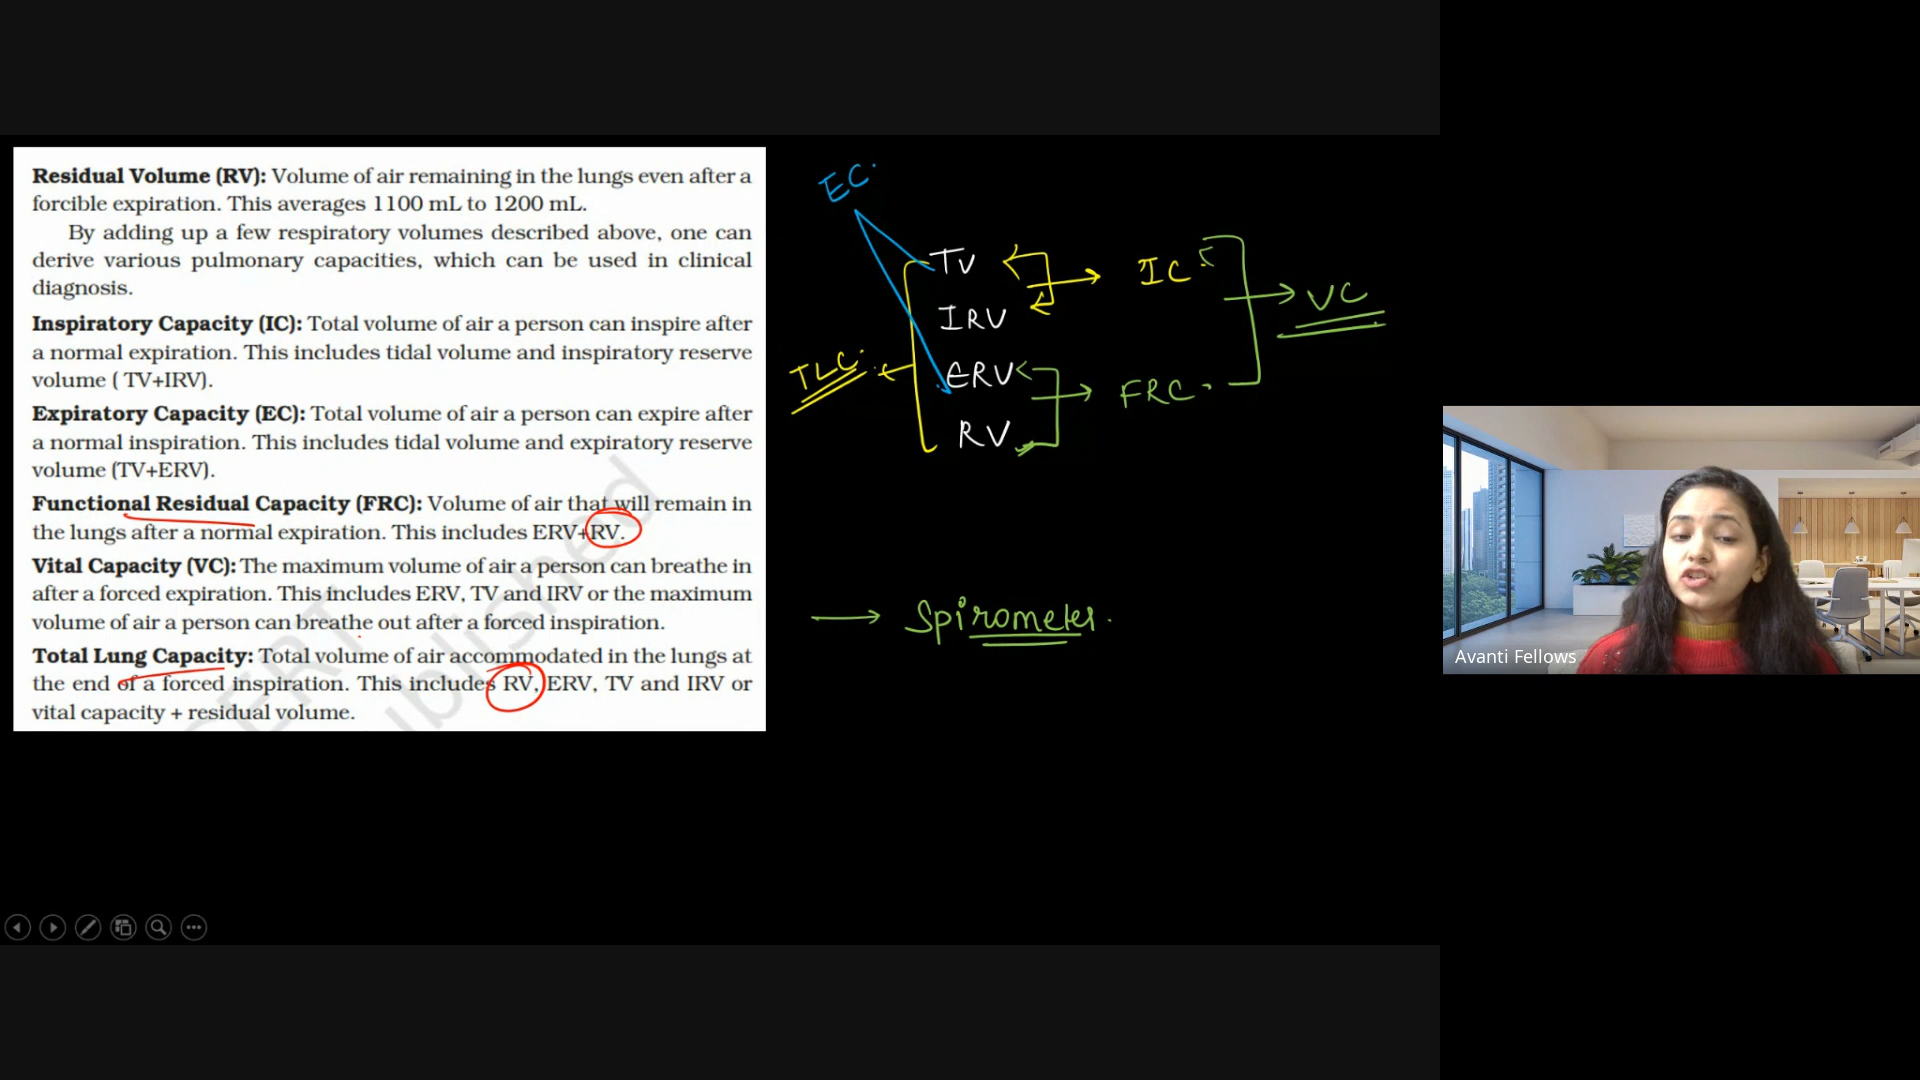 Residual Volume (RV): Volume of air remaining in the lungs even after a
forcible expiration. This averages 1100 mL to 1200 mL.
By adding up a few respiratory volumes described above, one can
derive various pulmonary capacities, which can be used in clinical
diagnosis.
Inspiratory Capacity (IC): Total volume of air a person can inspire after
a normal expiration. This includes tidal volume and inspiratory reserve
volume ( TV+IRV).
Expiratory Capacity (EC): Total volume of air a person can expire after
a normal inspiration. This includes tidal volume and expiratory reserve
volume (TV+ERV).
Functional Residual Capacity (FRC): Volume of air that will remain in
the lungs after a normal expiration. This includes ERV+RV.
Vital Capacity (VC): The maximum volume of air a person can breathe in
after a forced expiration. This includes ERV, TV and IRV or the maximum
volume of air a person can breathe out after a forced inspiration.
Total Lung Capacity: Total volume of air accommodated in the lungs at
the end of a forced inspiration. This includes RV, ERV, TV and IRV or
vital capacity + residual volume.
EC.
TV
IRV
ERV
RV
TLC.
IC
FRC.
VC
Spirometer.
Avanti Fellows